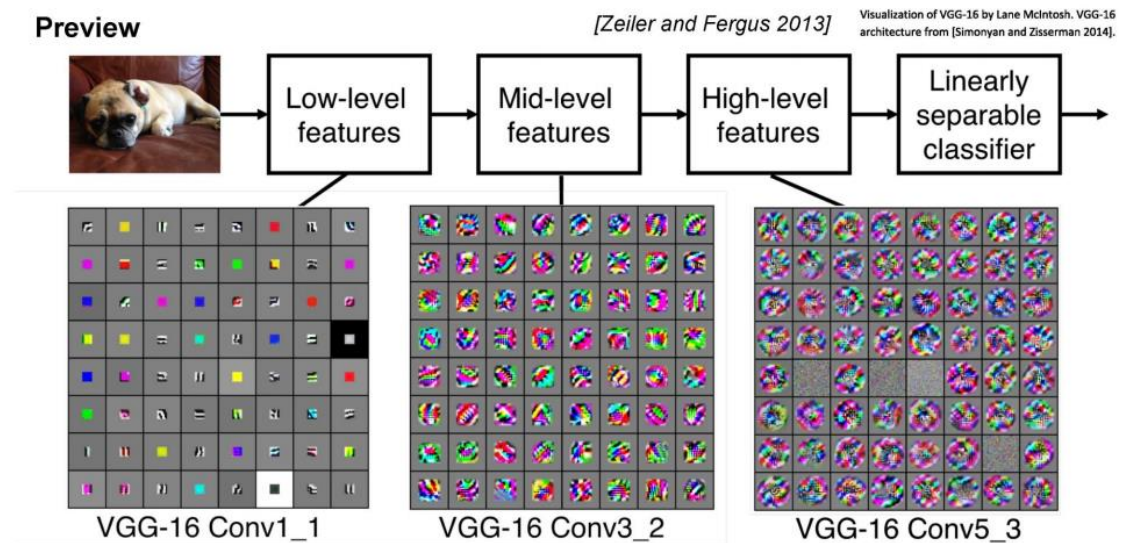 Preview
[Zeiler and Fergus 2013]
Visualization of VGG-16 by Lane McIntosh. VGG-16
architecture from [Simonyan and Zisserman 2014].
Low-level
features
Mid-level
features
High-level
features
Linearly
separable
classifier
VGG-16 Conv1_1
VGG-16 Conv3_2
VGG-16 Conv5_3